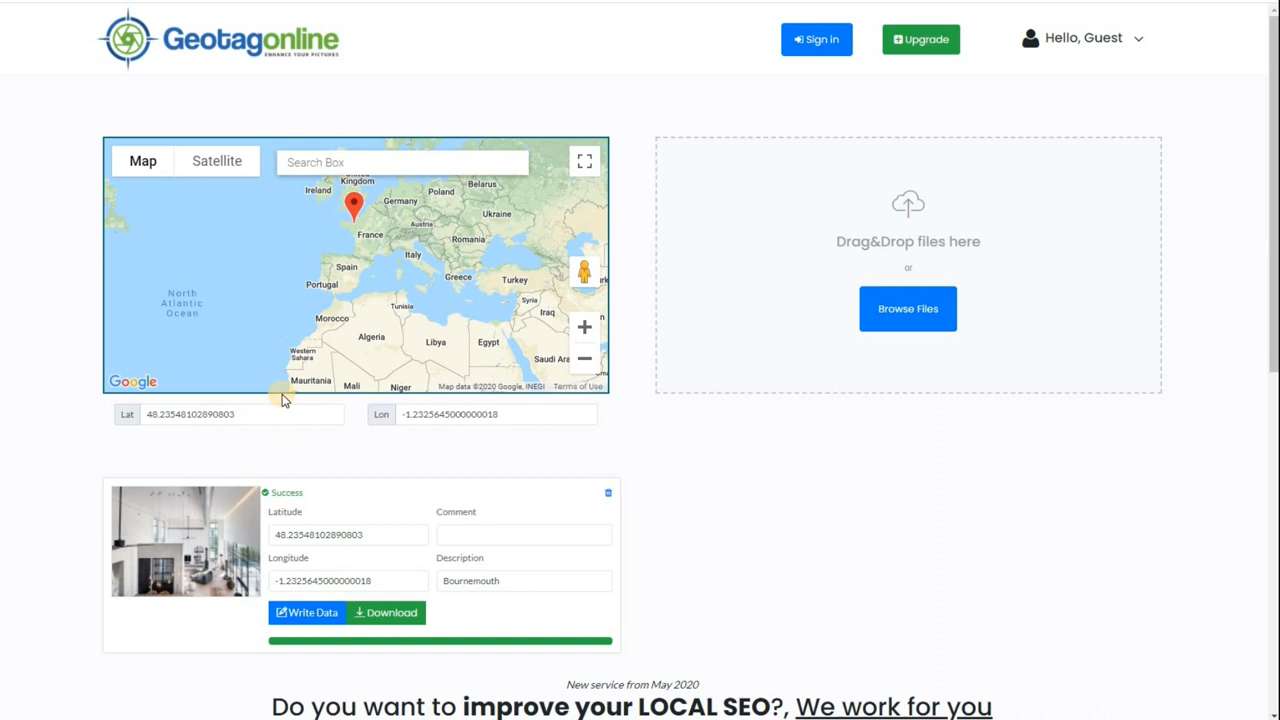 Geotagonline
ENHANCE YOUR PICTURES
Sign in
Upgrade
Hello, Guest
Map
Satellite
Search Box
Kingdom
Ireland
Belarus
Poland
Germany
Ukraine
France
Austria
Romania
Italy
Spain
Portugal
Greece
Turkey
Syria
Tunisia
Iraq
Morocco
North
Atlantic
Ocean
Algeria
Libya
Egypt
Western
Sahara
Saudi Ara
Mauritania
Mali
Niger
Google
Map data ©2020 Google, INEGI
Terms of Use
Lat 48.23548102890803
Lon -1.2325645000000018
Drag&Drop files here
or
Browse Files
Success
Latitude
Comment
48.23548102890803
Longitude
Description
-1.2325645000000018
Bournemouth
Write Data
Download
New service from May 2020
Do you want to improve your LOCAL SEO?, We work for you